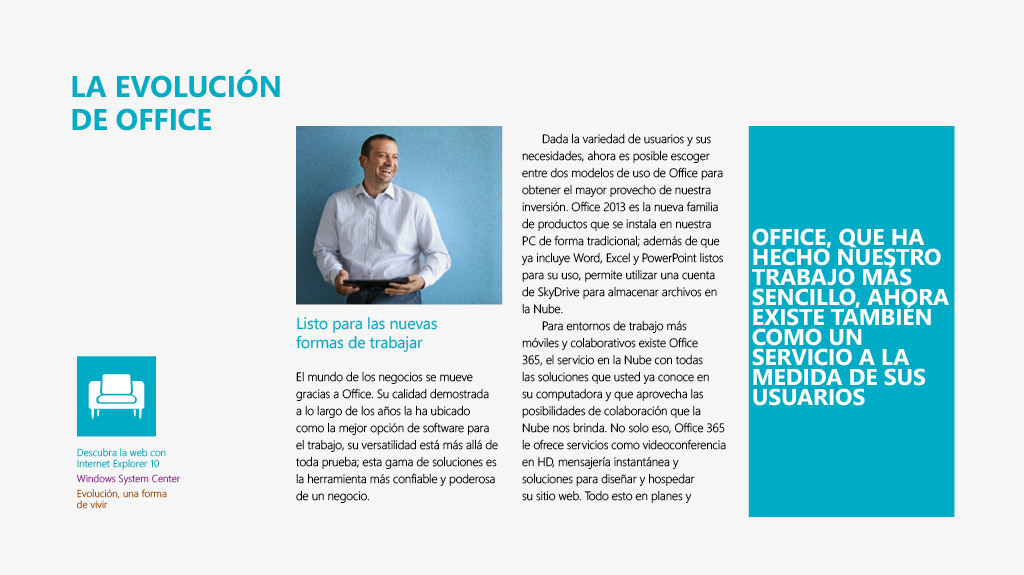 LA EVOLUCIÓN
DE OFFICE
Listo para las nuevas
formas de trabajar
El mundo de los negocios se mueve
gracias a Office. Su calidad demostrada
a lo largo de los años la ha ubicado
como la mejor opción de software para
el trabajo, su versatilidad está más allá de
toda prueba; esta gama de soluciones es
la herramienta más confiable y poderosa
de un negocio.
Dada la variedad de usuarios y sus
necesidades, ahora es posible escoger
entre dos modelos de uso de Office para
obtener el mayor provecho de nuestra
inversión. Office 2013 es la nueva familia
de productos que se instala en nuestra
PC de forma tradicional; además de que
ya incluye Word, Excel y PowerPoint listos
para su uso, permite utilizar una cuenta
de SkyDrive para almacenar archivos en
la Nube.
Para entornos de trabajo más
móviles y colaborativos existe Office
365, el servicio en la Nube con todas
las soluciones que usted ya conoce en
su computadora y que aprovecha las
posibilidades de colaboración que la
Nube nos brinda. No solo eso, Office 365
le ofrece servicios como videoconferencia
en HD, mensajería instantánea y
soluciones para diseñar y hospedar
su sitio web. Todo esto en planes y
OFFICE, QUE HA
HECHO NUESTRO
TRABAJO MÁS
SENCILLO, AHORA
EXISTE TAMBIÉN
COMO UN
SERVICIO A LA
MEDIDA DE SUS
USUARIOS
Descubra la web con
Internet Explorer 10
Windows System Center
Evolución, una forma
de vivir